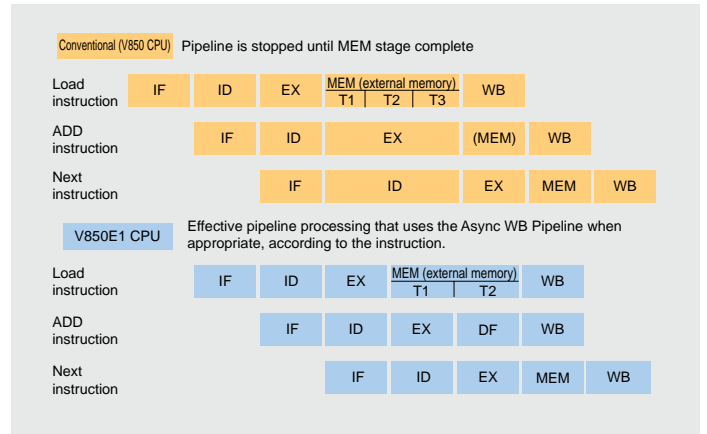 Conventional (V850 CPU) Pipeline is stopped until MEM stage complete
Load
instruction
IF ID EX MEM (external memory) WB
T1 T2 T3
ADD
instruction
IF ID EX (MEM) WB
Next
instruction
IF ID EX MEM WB
V850E1 CPU
Effective pipeline processing that uses the Async WB Pipeline when
appropriate, according to the instruction.
Load
instruction
IF ID EX MEM (external memory) WB
T1 T2
ADD
instruction
IF ID EX DF WB
Next
instruction
IF ID EX MEM WB